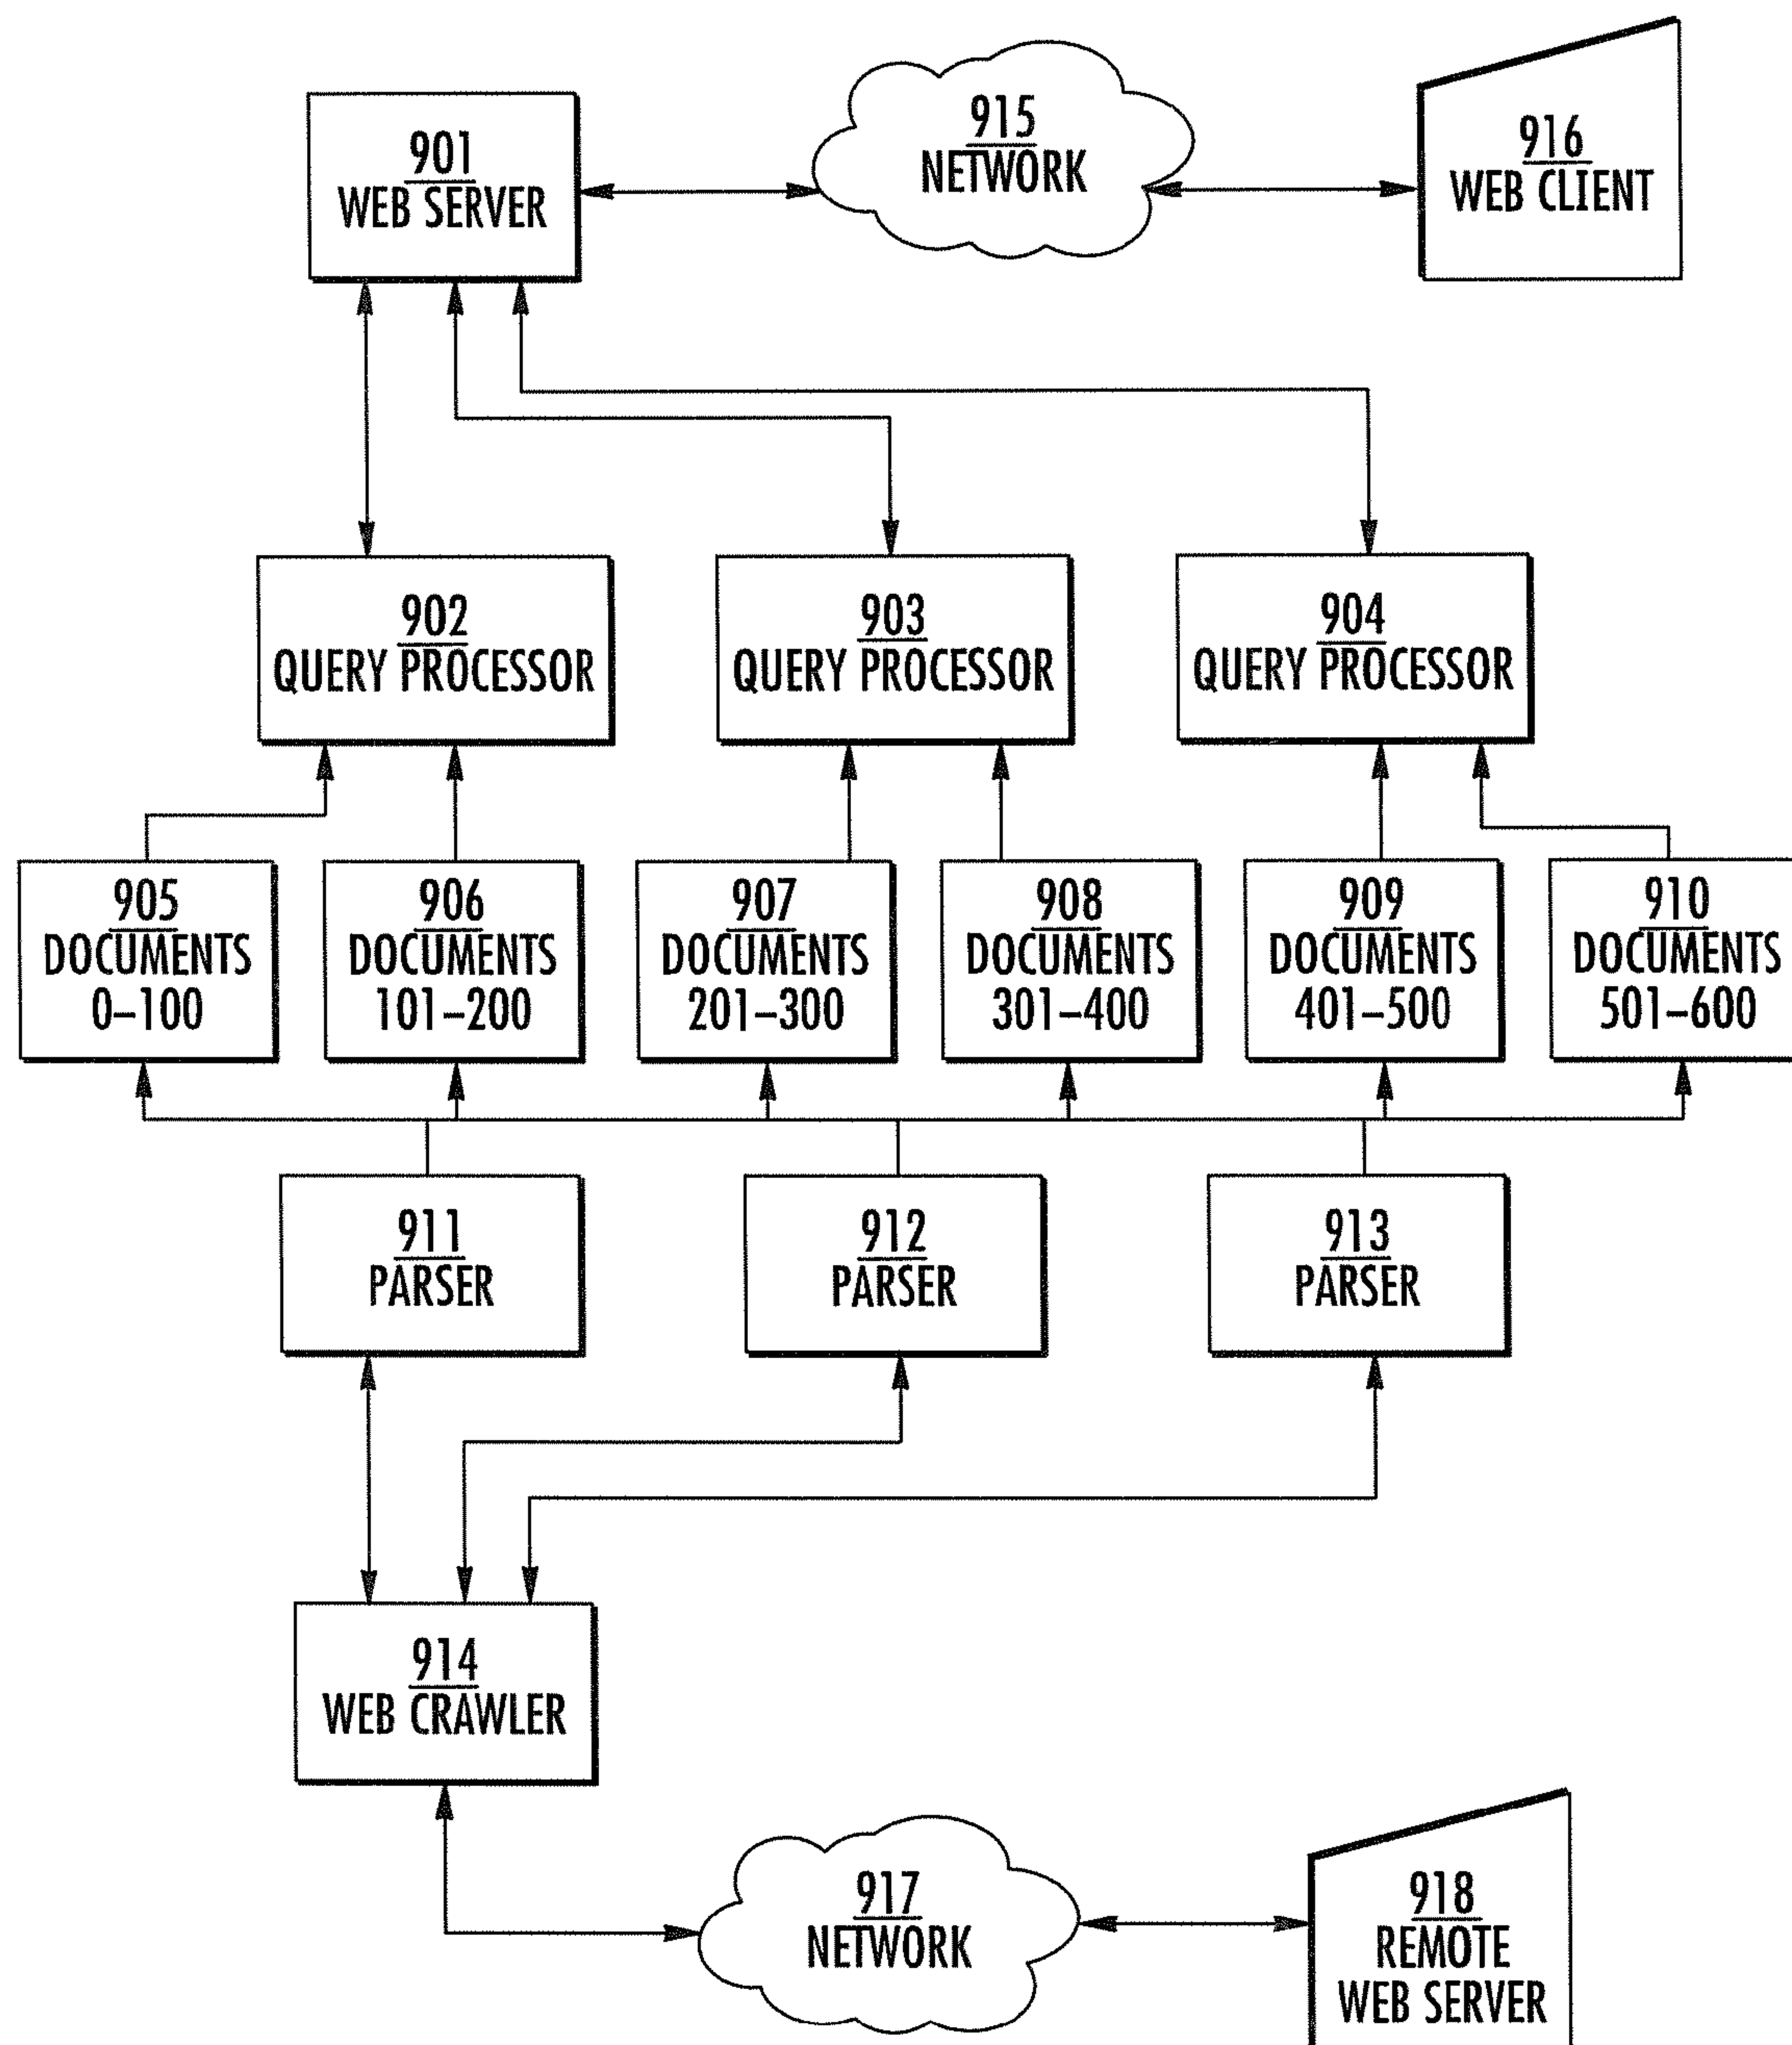 901
WEB SERVER
915
NETWORK
916
WEB CLIENT
902
QUERY PROCESSOR
903
QUERY PROCESSOR
904
QUERY PROCESSOR
905
DOCUMENTS
0–100
906
DOCUMENTS
101–200
907
DOCUMENTS
201–300
908
DOCUMENTS
301–400
909
DOCUMENTS
401–500
910
DOCUMENTS
501–600
911
PARSER
912
PARSER
913
PARSER
914
WEB CRAWLER
917
NETWORK
918
REMOTE
WEB SERVER